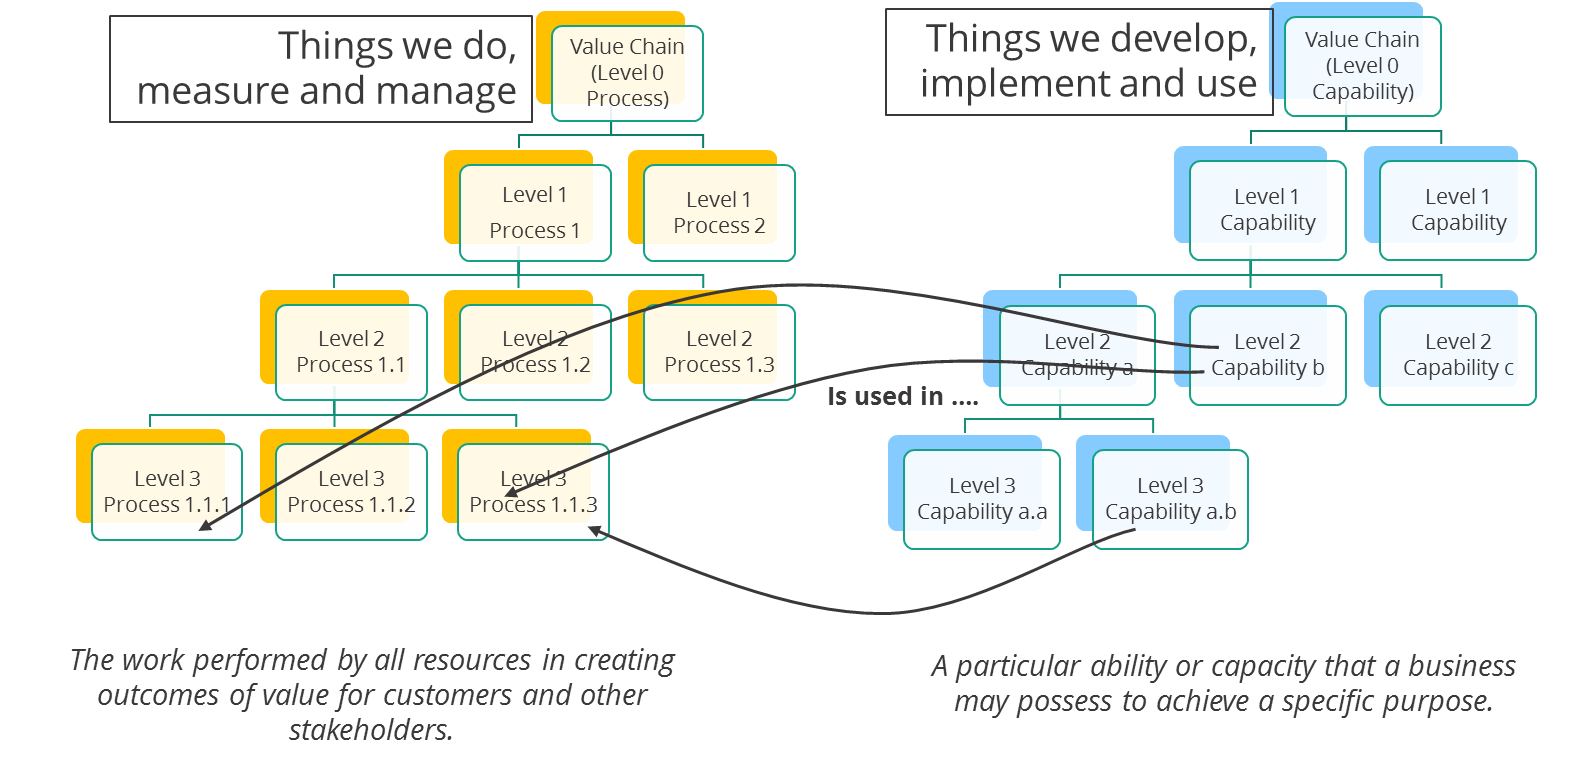 Things we do,
measure and manage
Value Chain
(Level 0
Process)
Things we develop,
implement and use
Value Chain
(Level 0
Capability)
Level 1
Process 1
Level 1
Process 2
Level 1
Capability
Level 1
Capability
Level 2
Process 1.1
Level 2
Process 1.2
Level 2
Process 1.3
Level 2
Capability a
Level 2
Capability b
Level 2
Capability c
Is used in ....
Level 3
Process 1.1.1
Level 3
Process 1.1.2
Level 3
Process 1.1.3
Level 3
Capability a.a
Level 3
Capability a.b
The work performed by all resources in creating
outcomes of value for customers and other
stakeholders.
A particular ability or capacity that a business
may possess to achieve a specific purpose.